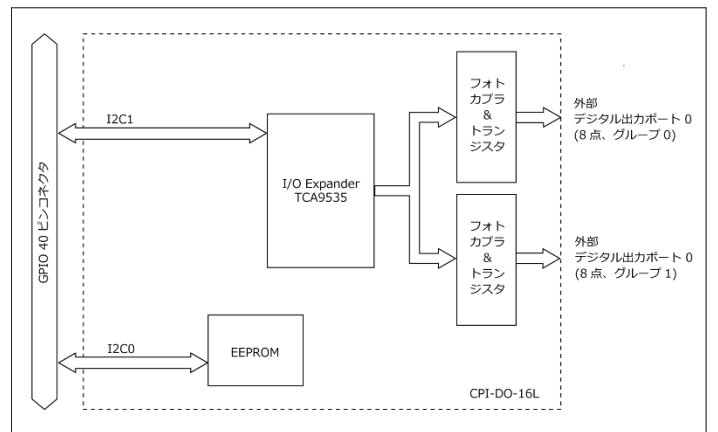 GPIO 40 ピンコネクタ
I2C1
I/O Expander
TCA9535
フォト
カプラ
&
トラン
ジスタ
外部
デジタル出力ポート 0
(8 点、グループ 0)
フォト
カプラ
&
トラン
ジスタ
外部
デジタル出力ポート 0
(8 点、グループ 1)
I2C0
EEPROM
CPI-DO-16L